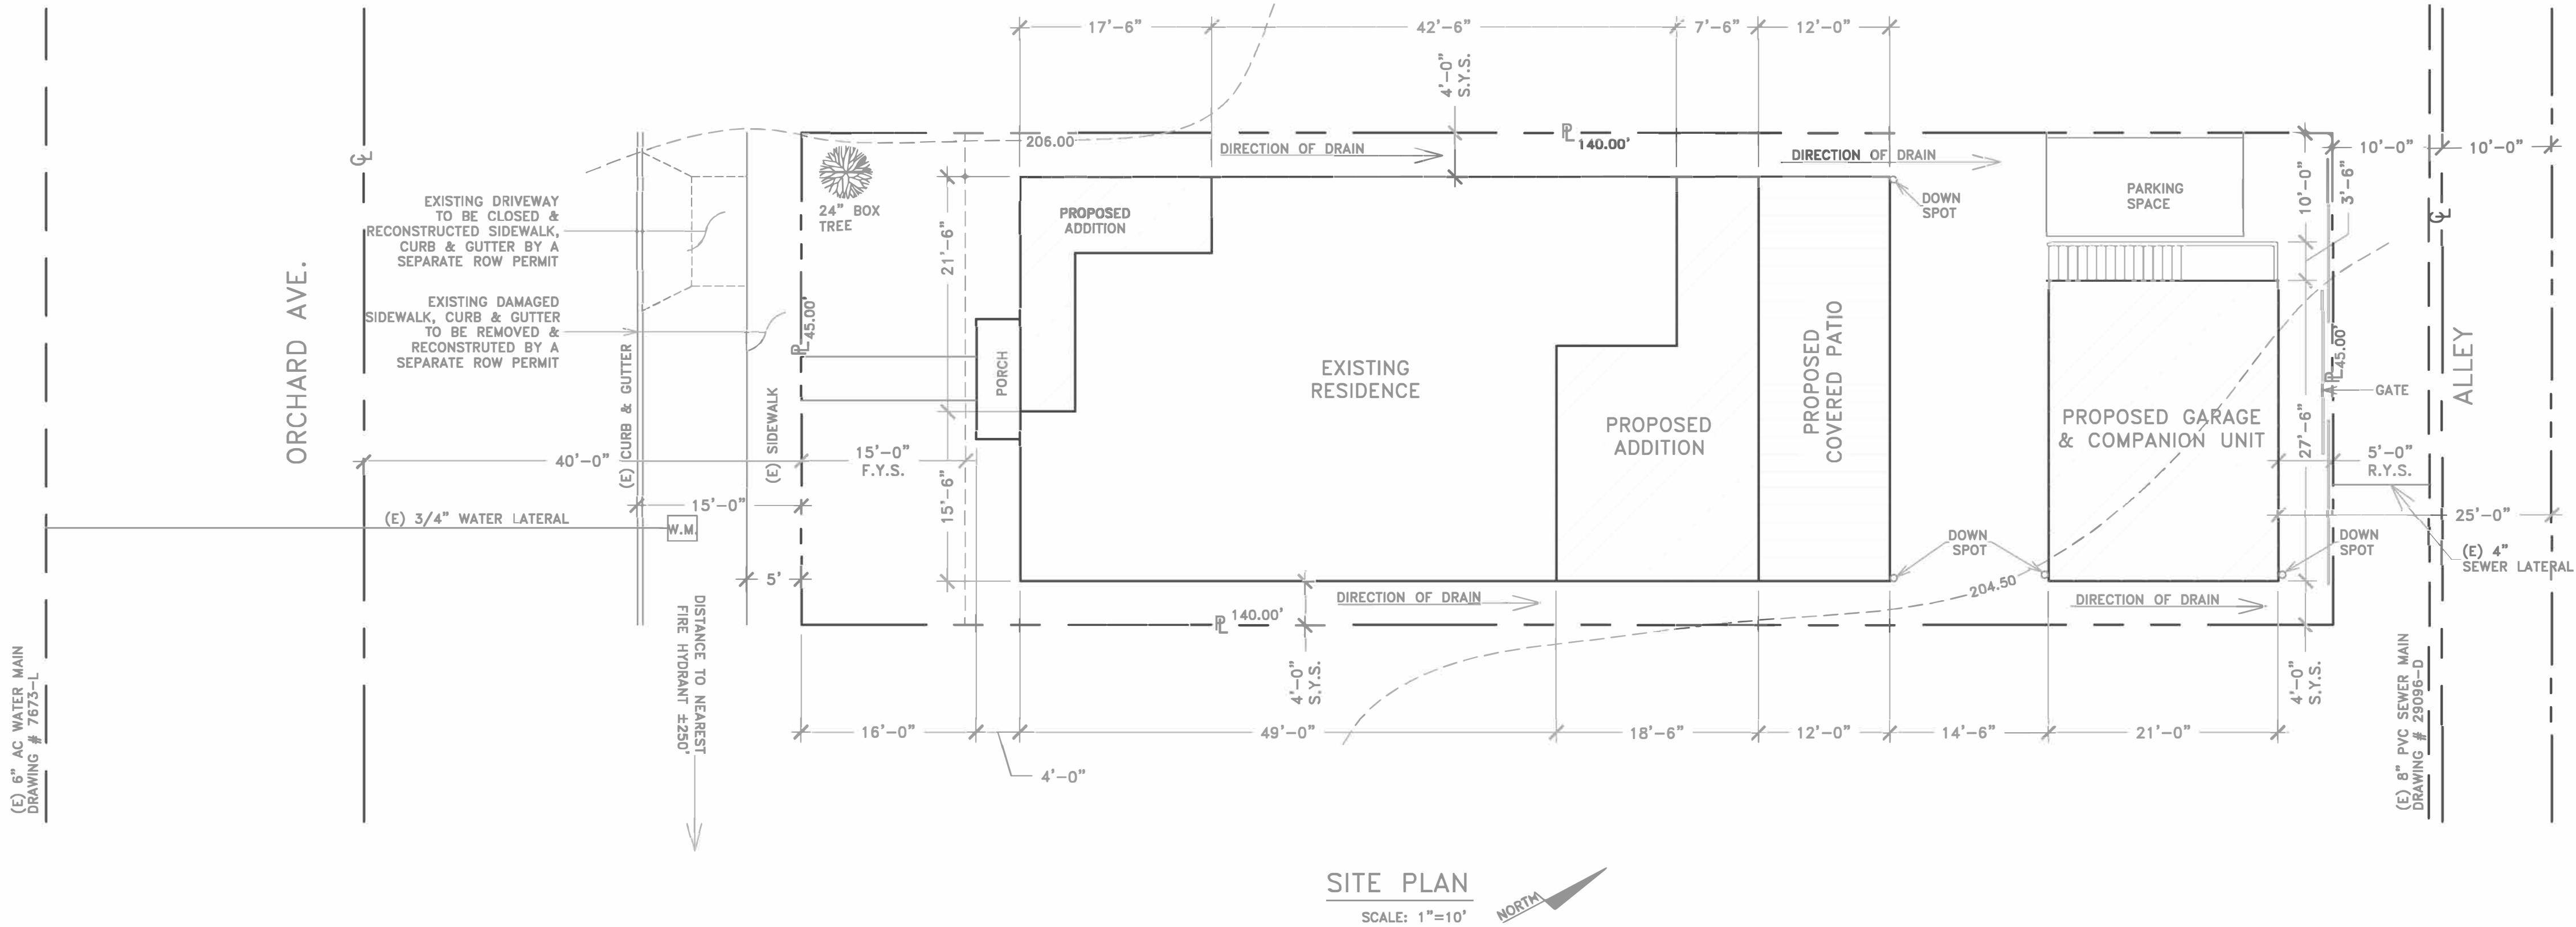 17'-6"
42'-6"
7'-6"
12'-0"
4'-0"
S.Y.S.
206.00
DIRECTION OF DRAIN
PL
140.00'
DIRECTION OF DRAIN
10'-0"
10'-0"
CL
24" BOX
TREE
PROPOSED
ADDITION
DOWN
SPOT
PARKING
SPACE
10'-0"
3'-6"
CL
EXISTING DRIVEWAY
TO BE CLOSED &
RECONSTRUCTED SIDEWALK,
CURB & GUTTER BY A
SEPARATE ROW PERMIT
EXISTING DAMAGED
SIDEWALK, CURB & GUTTER
TO BE REMOVED &
RECONSTRUTED BY A
SEPARATE ROW PERMIT
ORCHARD AVE.
(E) CURB & GUTTER
(E) SIDEWALK
PL
45.00'
21'-6"
15'-6"
PORCH
EXISTING
RESIDENCE
PROPOSED
ADDITION
PROPOSED
COVERED PATIO
PROPOSED GARAGE
& COMPANION UNIT
27'-6"
PL
45.00'
GATE
ALLEY
40'-0"
15'-0"
F.Y.S.
5'-0"
R.Y.S.
15'-0"
(E) 3/4" WATER LATERAL
W.M.
25'-0"
5'
DOWN
SPOT
DOWN
SPOT
(E) 4"
SEWER LATERAL
204.50
DIRECTION OF DRAIN
DIRECTION OF DRAIN
PL
140.00'
DISTANCE TO NEAREST
FIRE HYDRANT ±250'
4'-0"
S.Y.S.
4'-0"
S.Y.S.
(E) 6" AC WATER MAIN
DRAWING # 7673-L
(E) 8" PVC SEWER MAIN
DRAWING # 29096-D
16'-0"
4'-0"
49'-0"
18'-6"
12'-0"
14'-6"
21'-0"
SITE PLAN
SCALE: 1"=10'
NORTH